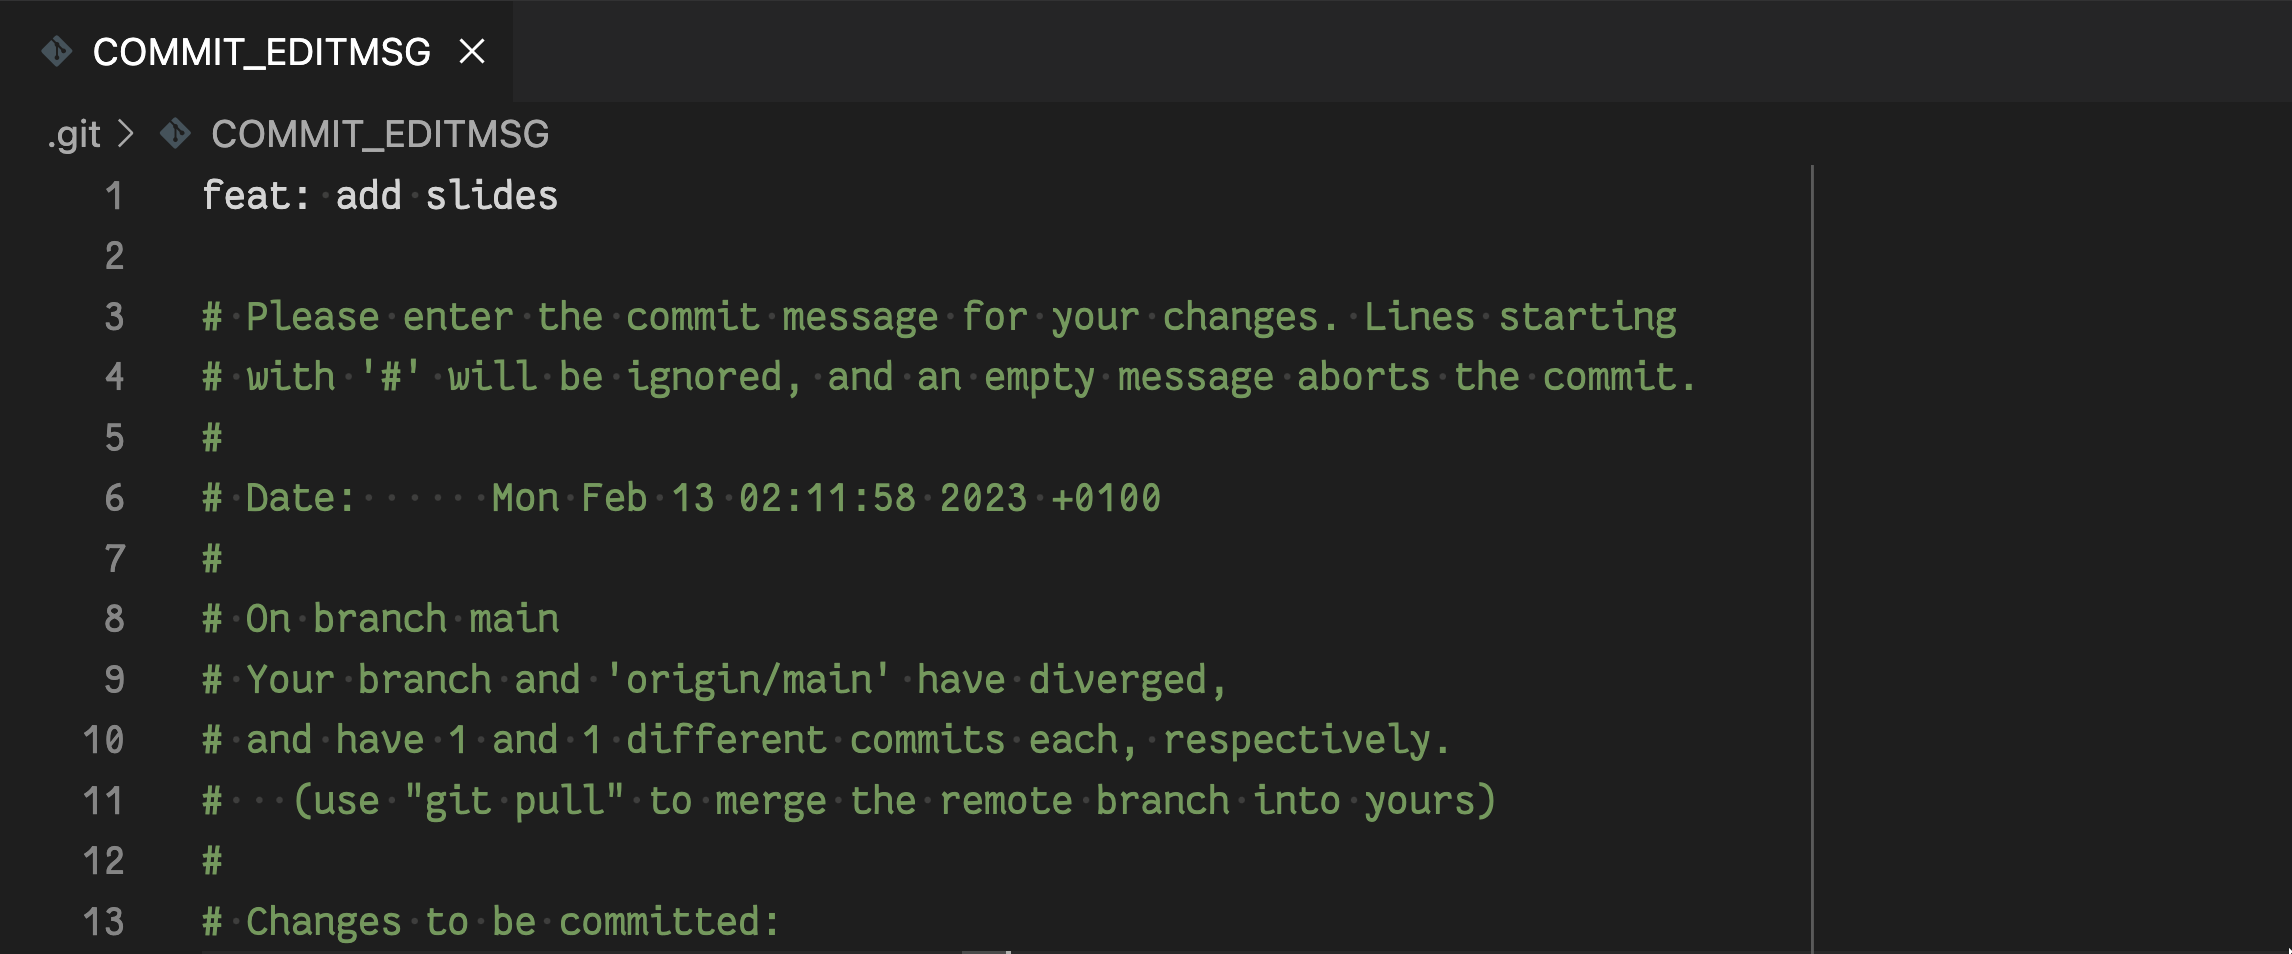 COMMIT_EDITMSG
.git > COMMIT_EDITMSG
1 feat: add slides
2
3 # Please enter the commit message for your changes. Lines starting
4 # with '#' will be ignored, and an empty message aborts the commit.
5 #
6 # Date:      Mon Feb 13 02:11:58 2023 +0100
7 #
8 # On branch main
9 # Your branch and 'origin/main' have diverged,
10 # and have 1 and 1 different commits each, respectively.
11 #   (use "git pull" to merge the remote branch into yours)
12 #
13 # Changes to be committed: